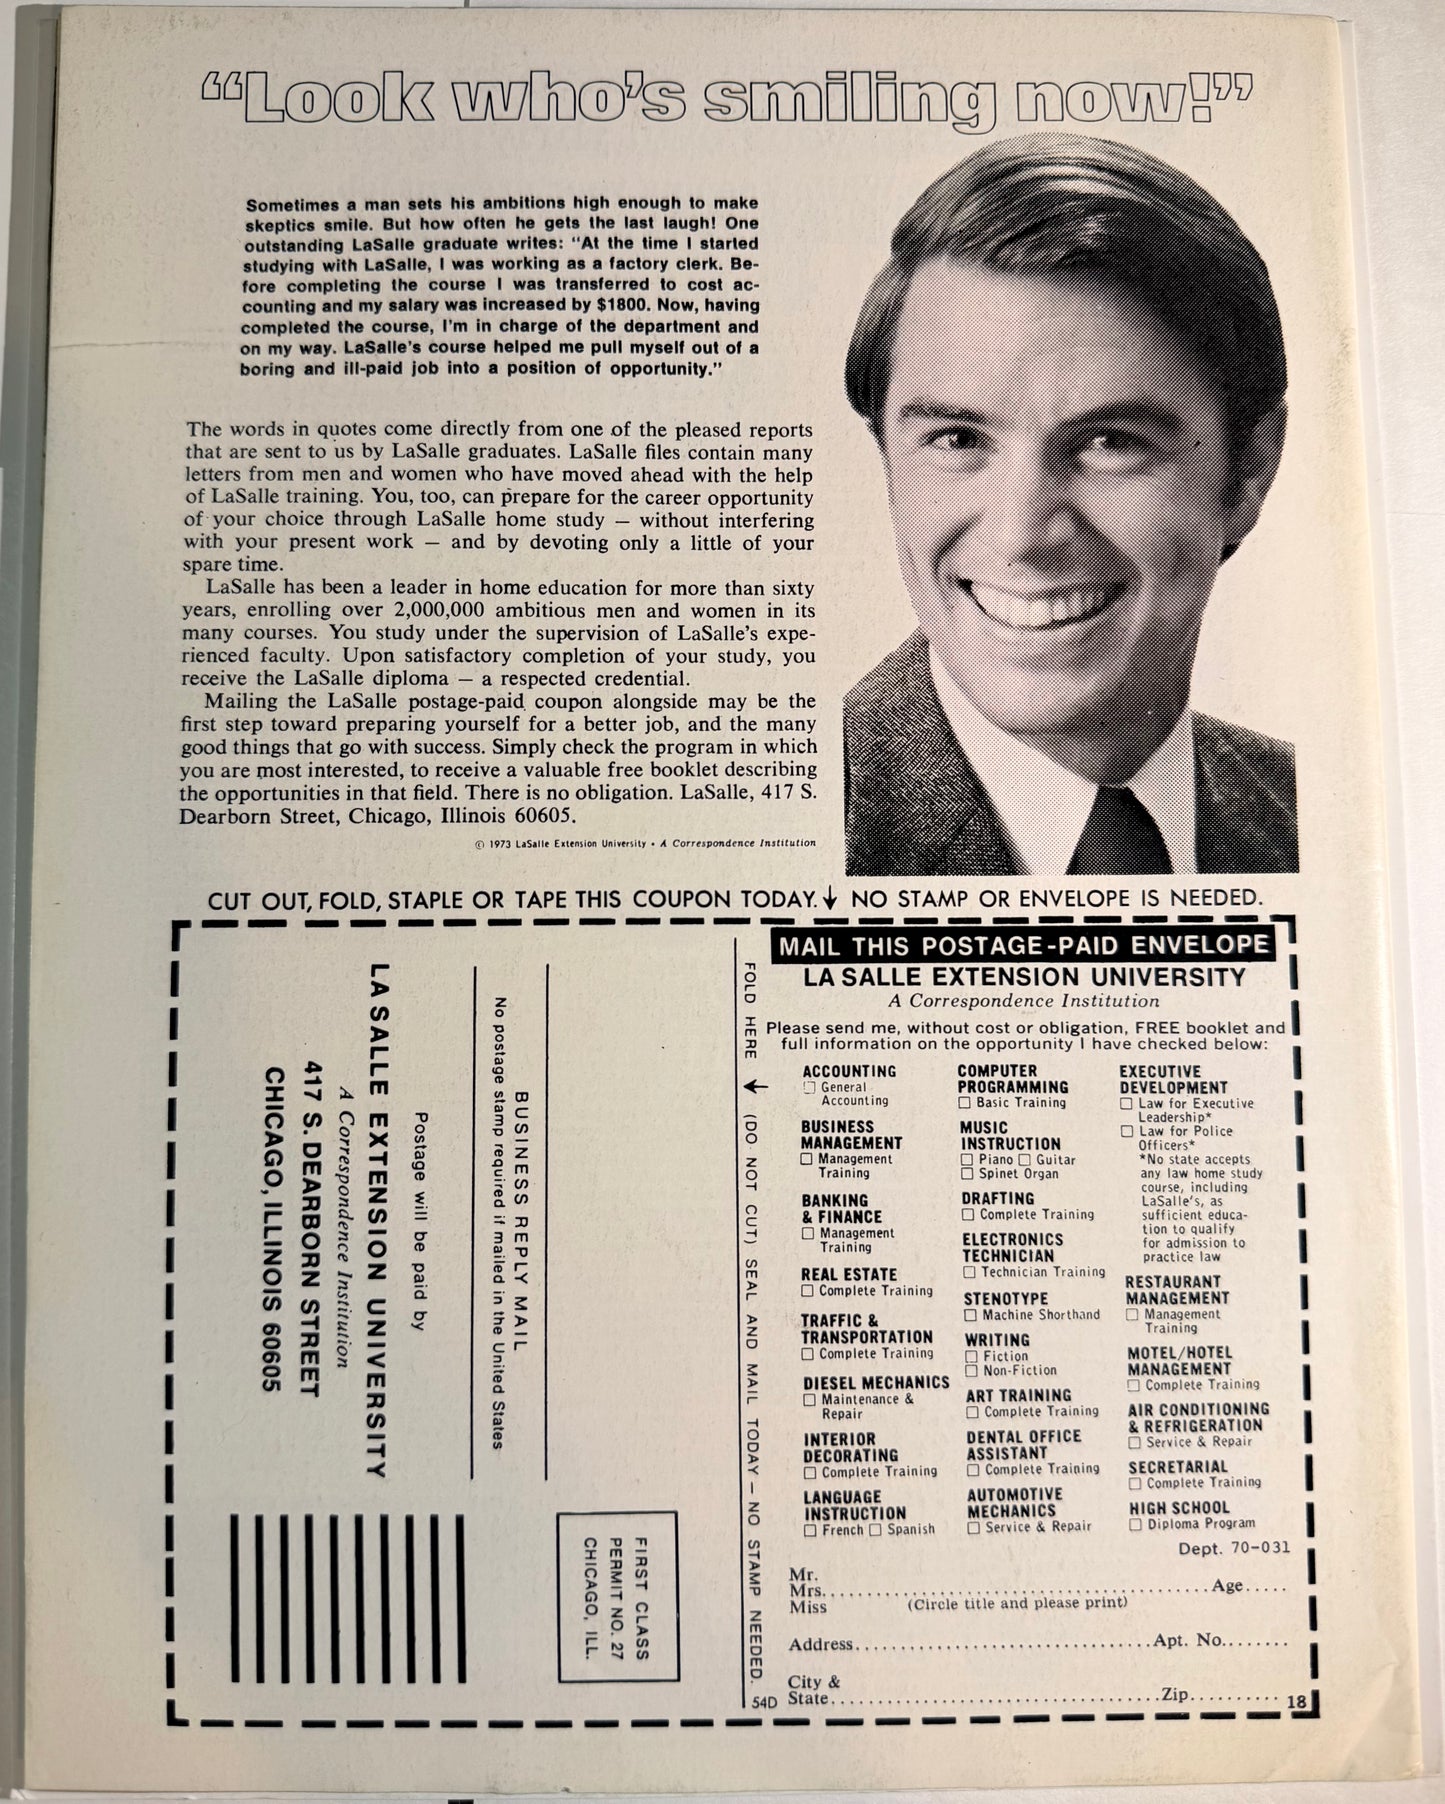 “Look who's smiling now!”
Sometimes a man sets his ambitions high enough to make
skeptics smile. But how often he gets the last laugh! One
outstanding LaSalle graduate writes: “At the time I started
studying with LaSalle, I was working as a factory clerk. Be-
fore completing the course I was transferred to cost ac-
counting and my salary was increased by $1800. Now, having
completed the course, I'm in charge of the department and
on my way. LaSalle's course helped me pull myself out of a
boring and ill-paid job into a position of opportunity.”
The words in quotes come directly from one of the pleased reports
that are sent to us by LaSalle graduates. LaSalle files contain many
letters from men and women who have moved ahead with the help
of LaSalle training. You, too, can prepare for the career opportunity
of your choice through LaSalle home study — without interfering
with your present work — and by devoting only a little of your
spare time.
LaSalle has been a leader in home education for more than sixty
years, enrolling over 2,000,000 ambitious men and women in its
many courses. You study under the supervision of LaSalle's expe-
rienced faculty. Upon satisfactory completion of your study, you
receive the LaSalle diploma — a respected credential.
Mailing the LaSalle postage-paid coupon alongside may be the
first step toward preparing yourself for a better job, and the many
good things that go with success. Simply check the program in which
you are most interested, to receive a valuable free booklet describing
the opportunities in that field. There is no obligation. LaSalle, 417 S.
Dearborn Street, Chicago, Illinois 60605.
© 1973 LaSalle Extension University • A Correspondence Institution
CUT OUT, FOLD, STAPLE OR TAPE THIS COUPON TODAY. ↓ NO STAMP OR ENVELOPE IS NEEDED.
FIRST CLASS
PERMIT NO. 27
CHICAGO, ILL.
BUSINESS REPLY MAIL
No postage stamp required if mailed in the United States
Postage will be paid by
LA SALLE EXTENSION UNIVERSITY
A Correspondence Institution
417 S. DEARBORN STREET
CHICAGO, ILLINOIS 60605
FOLD HERE ← (DO NOT CUT) SEAL AND MAIL TODAY — NO STAMP NEEDED.
54D
MAIL THIS POSTAGE-PAID ENVELOPE
LA SALLE EXTENSION UNIVERSITY
A Correspondence Institution
Please send me, without cost or obligation, FREE booklet and
full information on the opportunity I have checked below:
ACCOUNTING
☐ General
Accounting
BUSINESS
MANAGEMENT
☐ Management
Training
BANKING
& FINANCE
☐ Management
Training
REAL ESTATE
☐ Complete Training
TRAFFIC &
TRANSPORTATION
☐ Complete Training
DIESEL MECHANICS
☐ Maintenance &
Repair
INTERIOR
DECORATING
☐ Complete Training
LANGUAGE
INSTRUCTION
☐ French ☐ Spanish
COMPUTER
PROGRAMMING
☐ Basic Training
MUSIC
INSTRUCTION
☐ Piano ☐ Guitar
☐ Spinet Organ
DRAFTING
☐ Complete Training
ELECTRONICS
TECHNICIAN
☐ Technician Training
STENOTYPE
☐ Machine Shorthand
WRITING
☐ Fiction
☐ Non-Fiction
ART TRAINING
☐ Complete Training
DENTAL OFFICE
ASSISTANT
☐ Complete Training
AUTOMOTIVE
MECHANICS
☐ Service & Repair
EXECUTIVE
DEVELOPMENT
☐ Law for Executive
Leadership*
☐ Law for Police
Officers*
*No state accepts
any law home study
course, including
LaSalle's, as
sufficient educa-
tion to qualify
for admission to
practice law
RESTAURANT
MANAGEMENT
☐ Management
Training
MOTEL/HOTEL
MANAGEMENT
☐ Complete Training
AIR CONDITIONING
& REFRIGERATION
☐ Service & Repair
SECRETARIAL
☐ Complete Training
HIGH SCHOOL
☐ Diploma Program
Dept. 70-031
Mr.
Mrs. ........................................ Age.....
Miss (Circle title and please print)
Address ................................ Apt. No........
City &
State.................................... Zip.......... 18